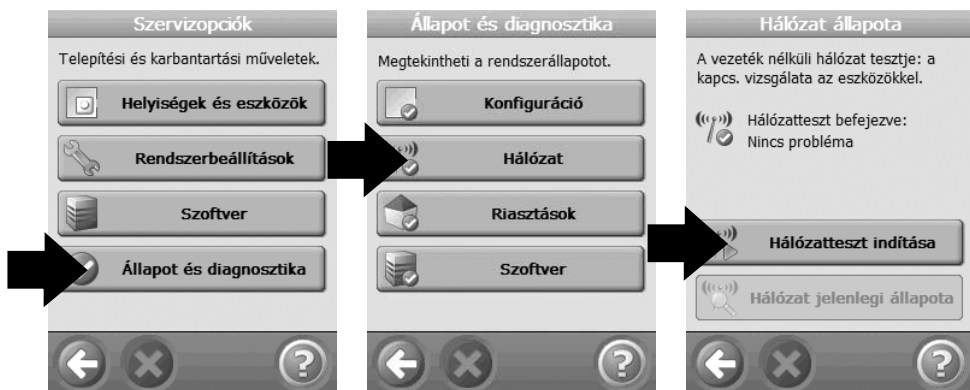 Szervizopciók
Telepítési és karbantartási műveletek.
Helyiségek és eszközök
Rendszerbeállítások
Szoftver
Állapot és diagnosztika
?
Állapot és diagnosztika
Megtekintheti a rendszerállapotot.
Konfiguráció
Hálózat
Riasztások
Szoftver
?
Hálózat állapota
A vezeték nélküli hálózat tesztje: a
kapcs. vizsgálata az eszközökkel.
Hálózatteszt befejezve:
Nincs probléma
Hálózatteszt indítása
Hálózat jelenlegi állapota
?